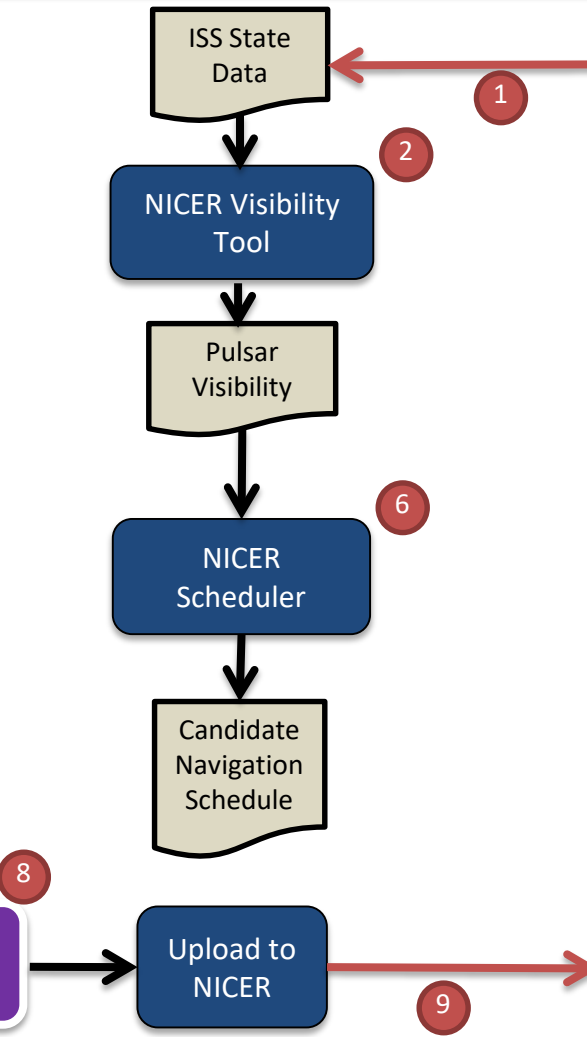 ISS State
Data
1
2
NICER Visibility
Tool
Pulsar
Visibility
6
NICER
Scheduler
Candidate
Navigation
Schedule
8
Upload to
NICER
9